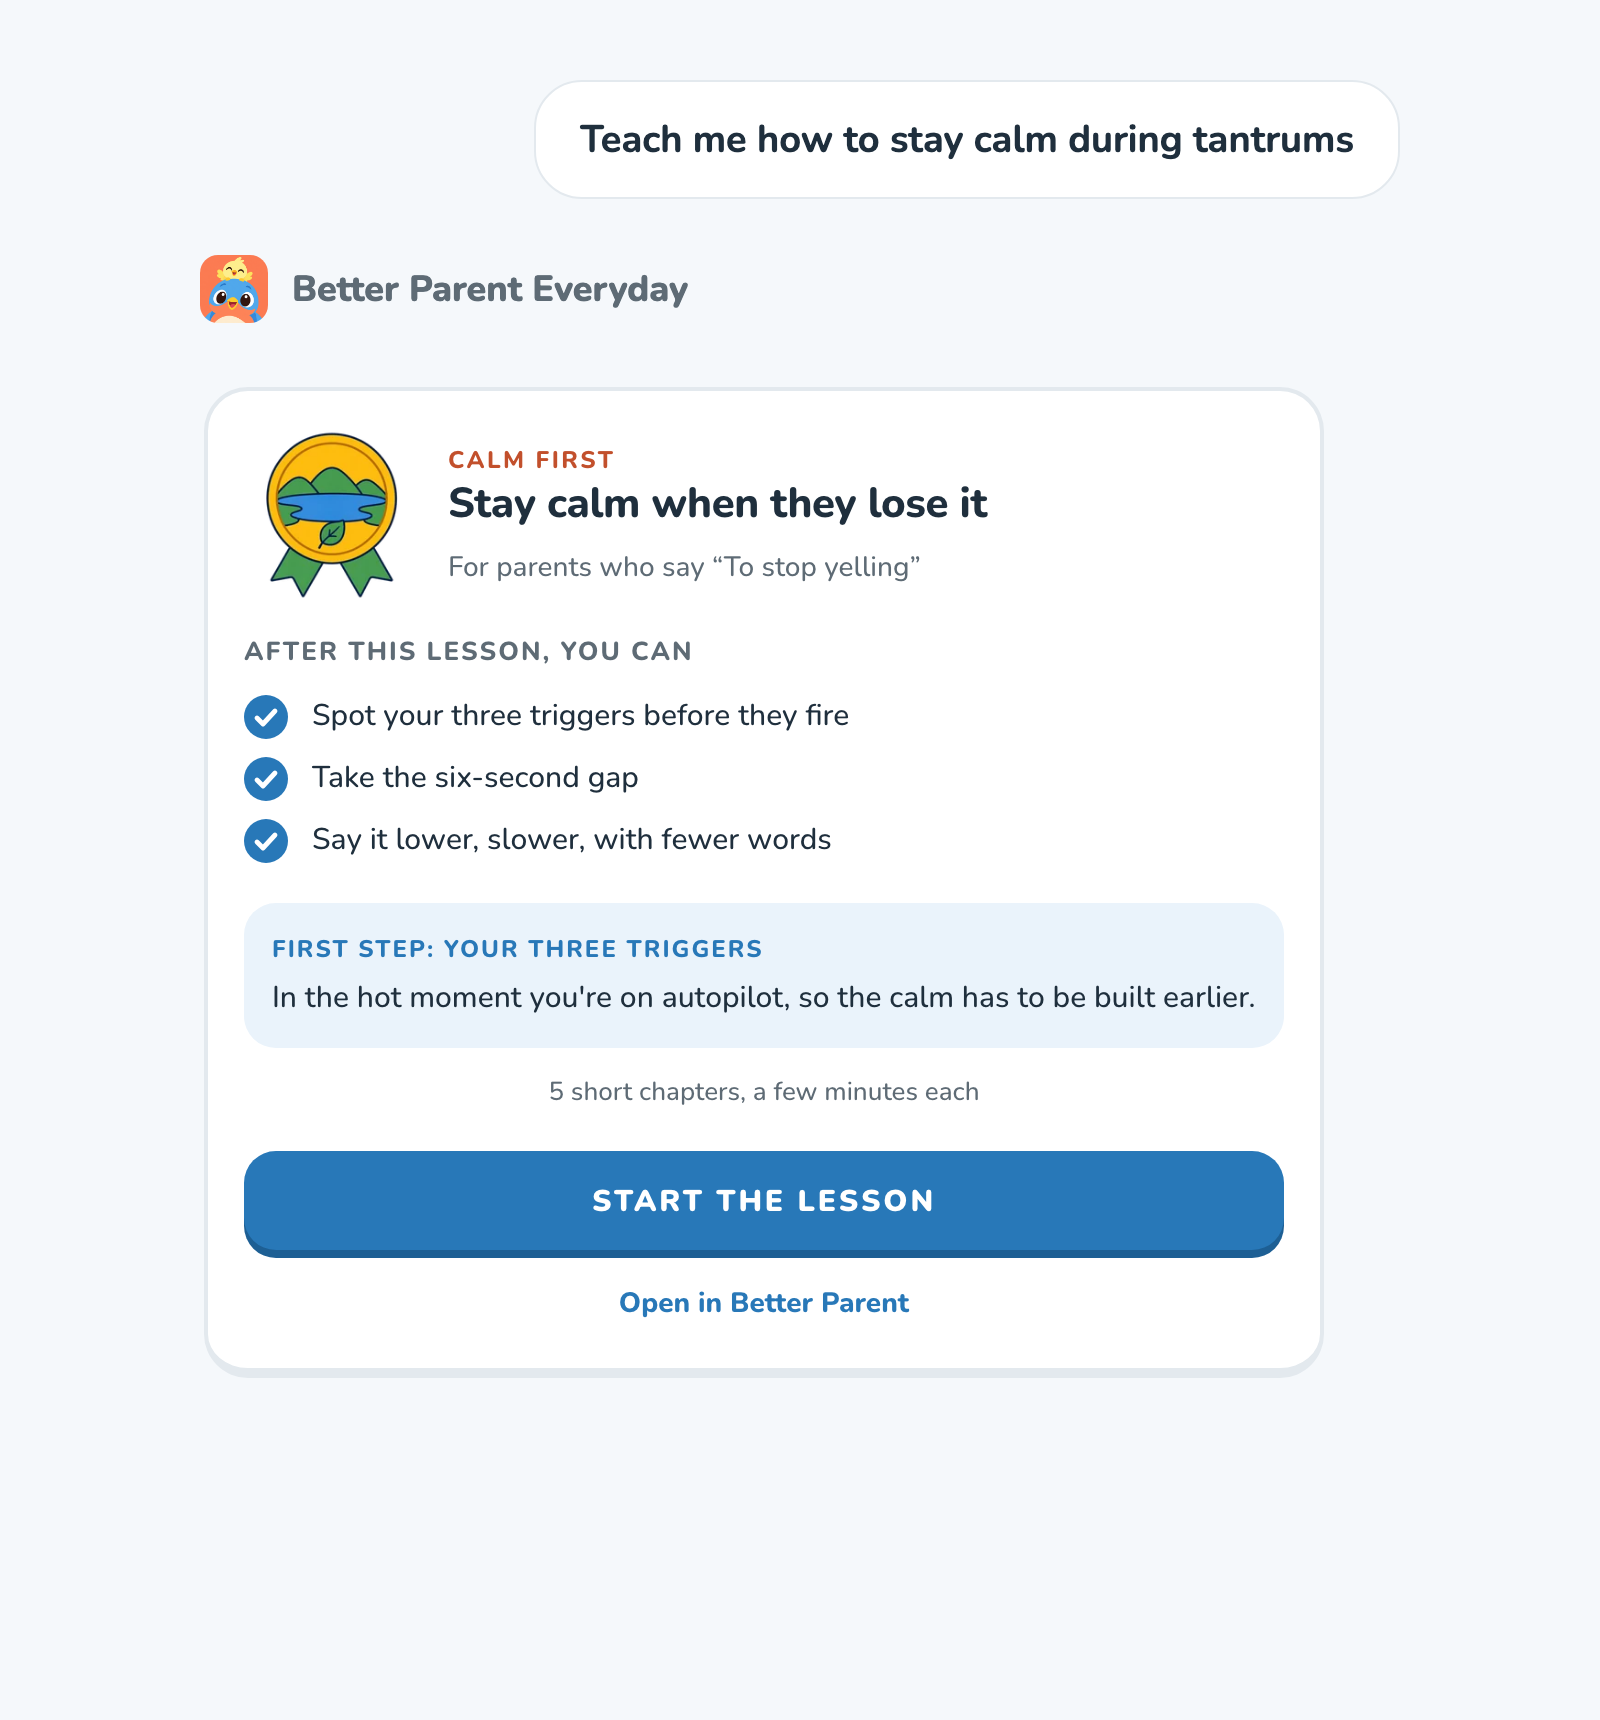 Teach me how to stay calm during tantrums
Better Parent Everyday
CALM FIRST
Stay calm when they lose it
For parents who say “To stop yelling”
AFTER THIS LESSON, YOU CAN
Spot your three triggers before they fire
Take the six-second gap
Say it lower, slower, with fewer words
FIRST STEP: YOUR THREE TRIGGERS
In the hot moment you're on autopilot, so the calm has to be built earlier.
5 short chapters, a few minutes each
START THE LESSON
Open in Better Parent